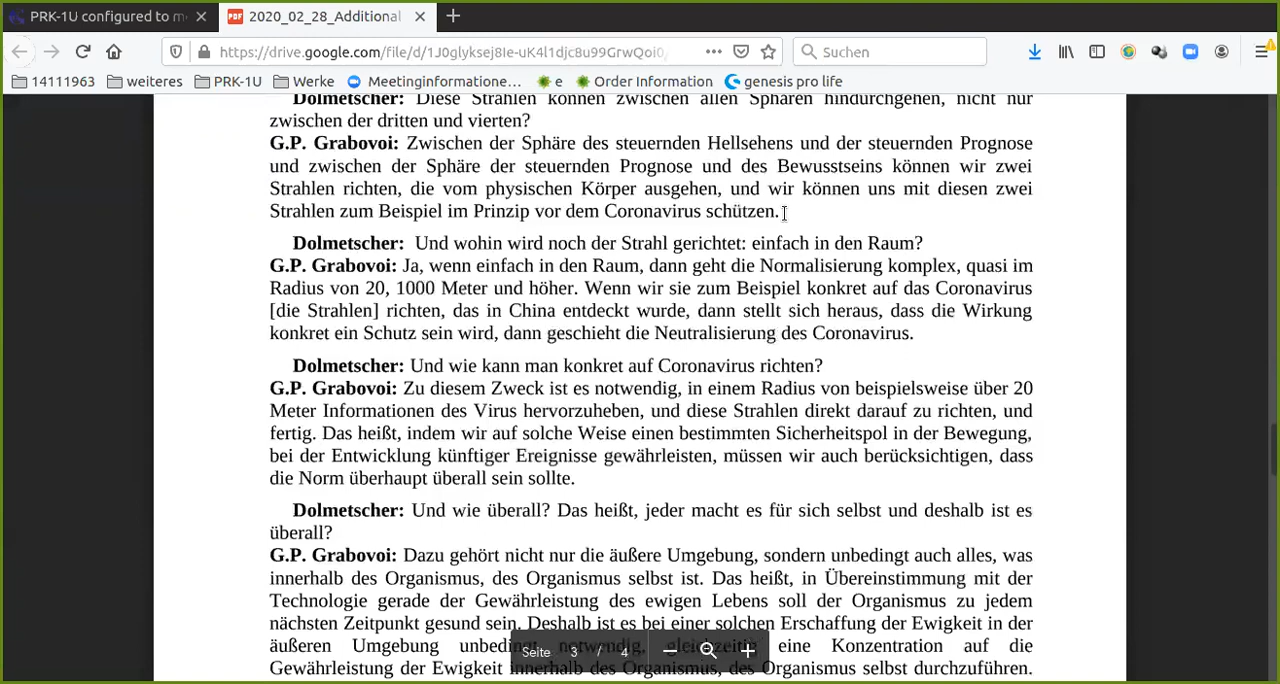 PRK-1U configured to m
2020_02_28_Additional
https://drive.google.com/file/d/1J0glyksej8Ie-uK4l1djc8u99GrwQoi0
Suchen
14111963 weiteres PRK-1U Werke Meetinginformatione… e Order Information genesis pro life
Dolmetscher: Diese Strahlen können zwischen allen Sphären hindurchgehen, nicht nur
zwischen der dritten und vierten?
G.P. Grabovoi: Zwischen der Sphäre des steuernden Hellsehens und der steuernden Prognose
und zwischen der Sphäre der steuernden Prognose und des Bewusstseins können wir zwei
Strahlen richten, die vom physischen Körper ausgehen, und wir können uns mit diesen zwei
Strahlen zum Beispiel im Prinzip vor dem Coronavirus schützen.
Dolmetscher: Und wohin wird noch der Strahl gerichtet: einfach in den Raum?
G.P. Grabovoi: Ja, wenn einfach in den Raum, dann geht die Normalisierung komplex, quasi im
Radius von 20, 1000 Meter und höher. Wenn wir sie zum Beispiel konkret auf das Coronavirus
[die Strahlen] richten, das in China entdeckt wurde, dann stellt sich heraus, dass die Wirkung
konkret ein Schutz sein wird, dann geschieht die Neutralisierung des Coronavirus.
Dolmetscher: Und wie kann man konkret auf Coronavirus richten?
G.P. Grabovoi: Zu diesem Zweck ist es notwendig, in einem Radius von beispielsweise über 20
Meter Informationen des Virus hervorzuheben, und diese Strahlen direkt darauf zu richten, und
fertig. Das heißt, indem wir auf solche Weise einen bestimmten Sicherheitspol in der Bewegung,
bei der Entwicklung künftiger Ereignisse gewährleisten, müssen wir auch berücksichtigen, dass
die Norm überhaupt überall sein sollte.
Dolmetscher: Und wie überall? Das heißt, jeder macht es für sich selbst und deshalb ist es
überall?
G.P. Grabovoi: Dazu gehört nicht nur die äußere Umgebung, sondern unbedingt auch alles, was
innerhalb des Organismus, des Organismus selbst ist. Das heißt, in Übereinstimmung mit der
Technologie gerade der Gewährleistung des ewigen Lebens soll der Organismus zu jedem
nächsten Zeitpunkt gesund sein. Deshalb ist es bei einer solchen Erschaffung der Ewigkeit in der
äußeren Umgebung unbedingt notwendig, gleichzeitig eine Konzentration auf die
Gewährleistung der Ewigkeit innerhalb des Organismus, des Organismus selbst durchzuführen.
Seite 3 / 4